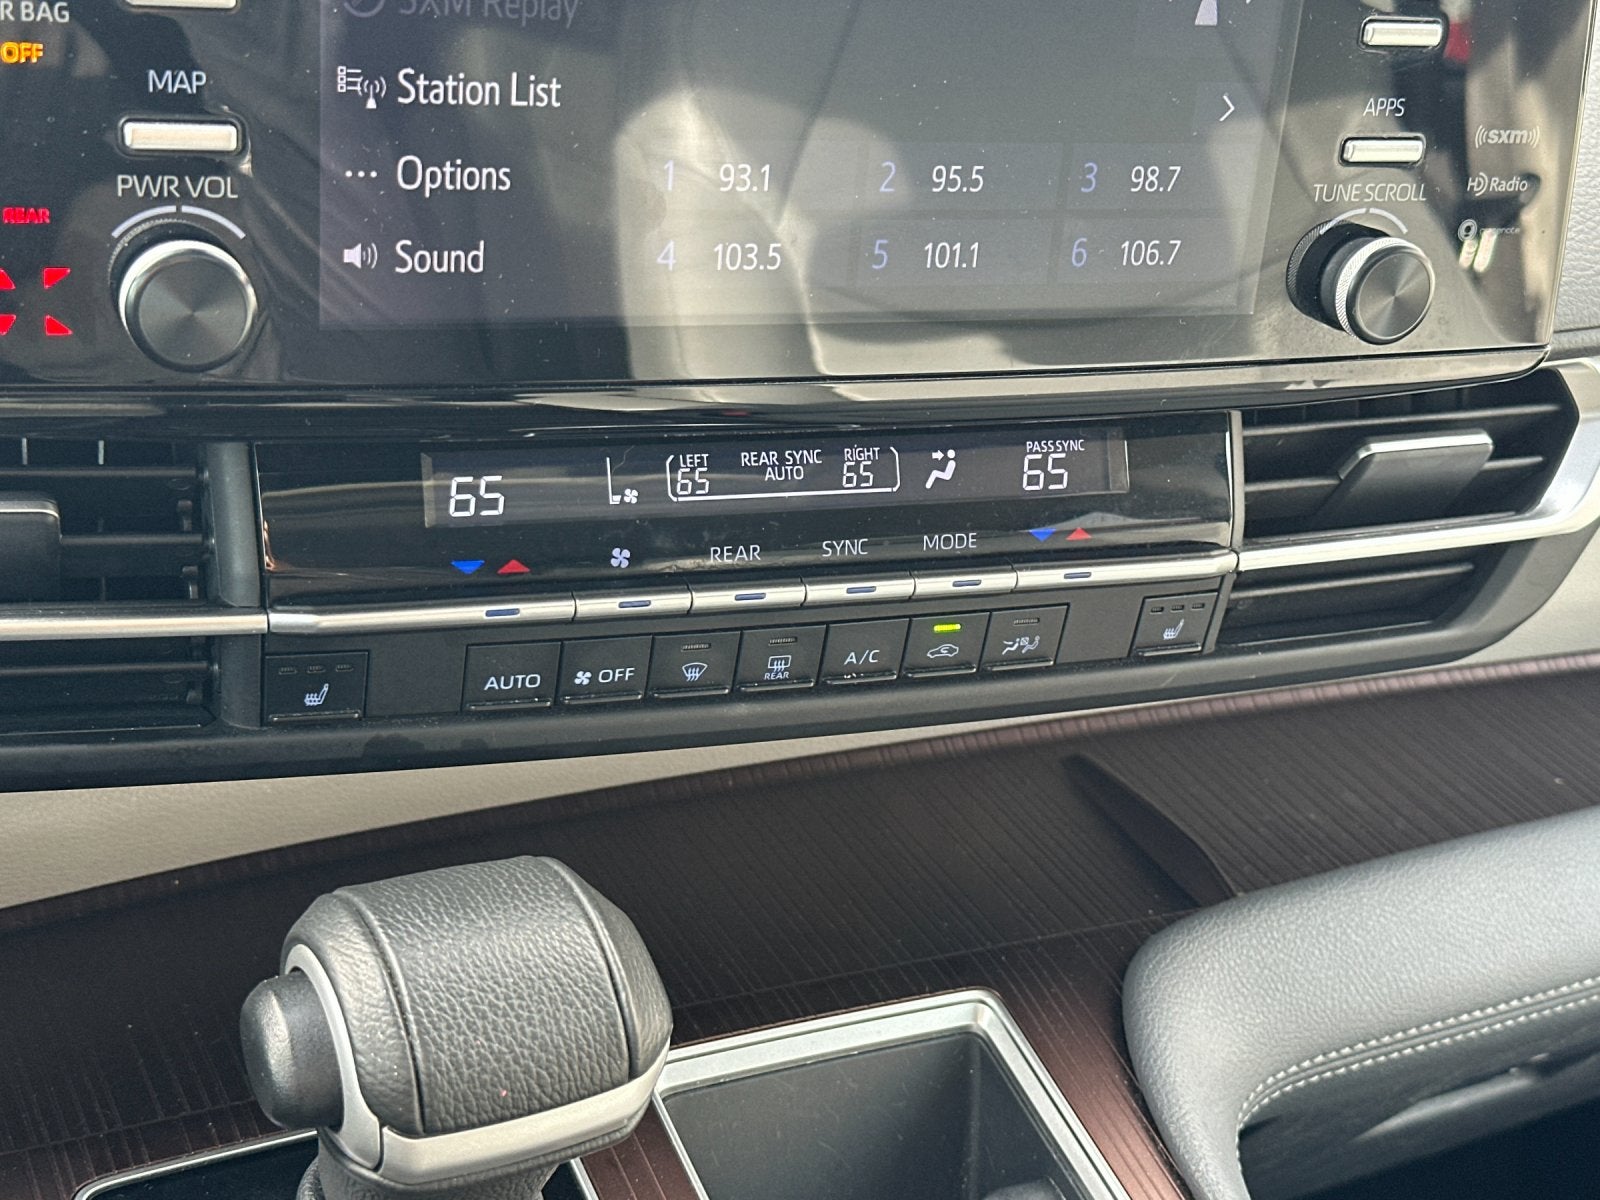 R BAG
OFF
MAP
PWR VOL
REAR
SXM Replay
Station List
Options
Sound
1 93.1 2 95.5 3 98.7
4 103.5 5 101.1 6 106.7
APPS
TUNE SCROLL
((sxm))
HD Radio
65
LEFT
65
REAR SYNC
AUTO
RIGHT
65
PASS SYNC
65
REAR SYNC MODE
AUTO
OFF
REAR
A/C